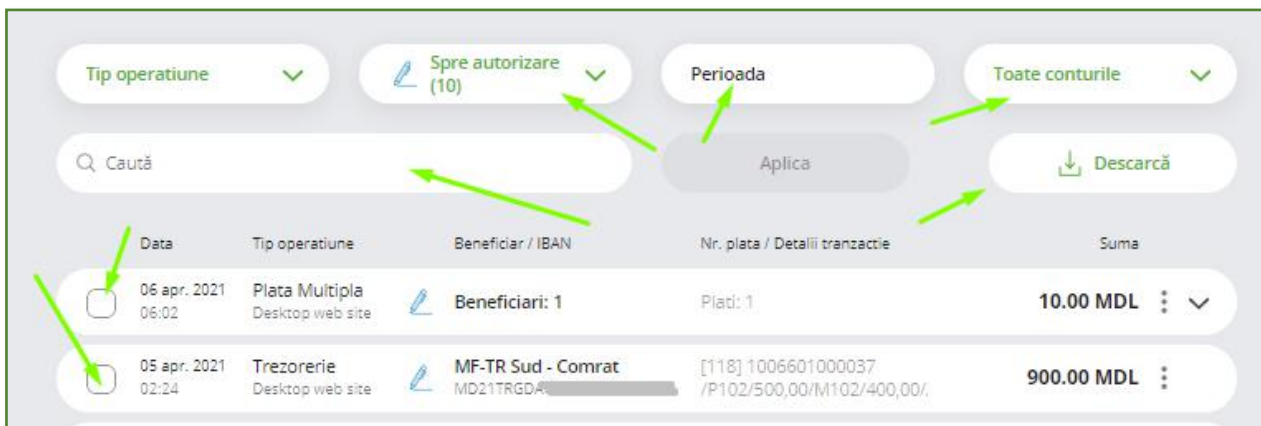 Tip operatiune
Spre autorizare
(10)
Perioada
Toate conturile
Caută
Aplica
Descarcă
Data Tip operatiune Beneficiar / IBAN Nr. plata / Detalii tranzactie Suma
06 apr. 2021 Plata Multipla Beneficiari: 1 Plati: 1 10.00 MDL
06:02 Desktop web site
05 apr. 2021 Trezorerie MF-TR Sud - Comrat [118] 1006601000037 900.00 MDL
02:24 Desktop web site MD21TRGDA /P102/500,00/M102/400,00/.